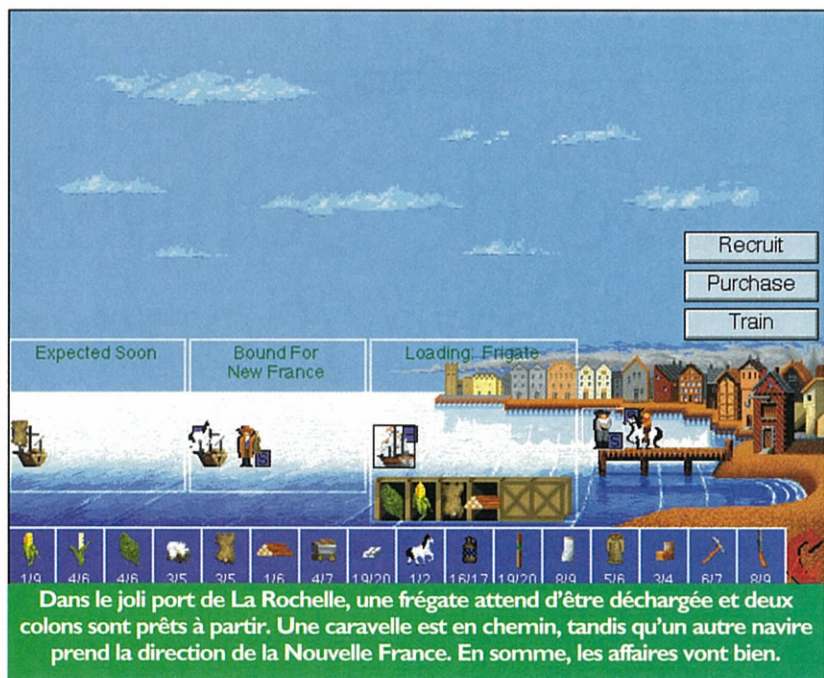 Recruit
Purchase
Train
Expected Soon
Bound For
New France
Loading: Frigate
S
S
1/9 4/6 4/6 3/5 3/5 1/6 4/7 19/20 1/2 16/17 19/20 8/9 5/6 3/4 6/7 8/9
Dans le joli port de La Rochelle, une frégate attend d'être déchargée et deux
colons sont prêts à partir. Une caravelle est en chemin, tandis qu'un autre navire
prend la direction de la Nouvelle France. En somme, les affaires vont bien.